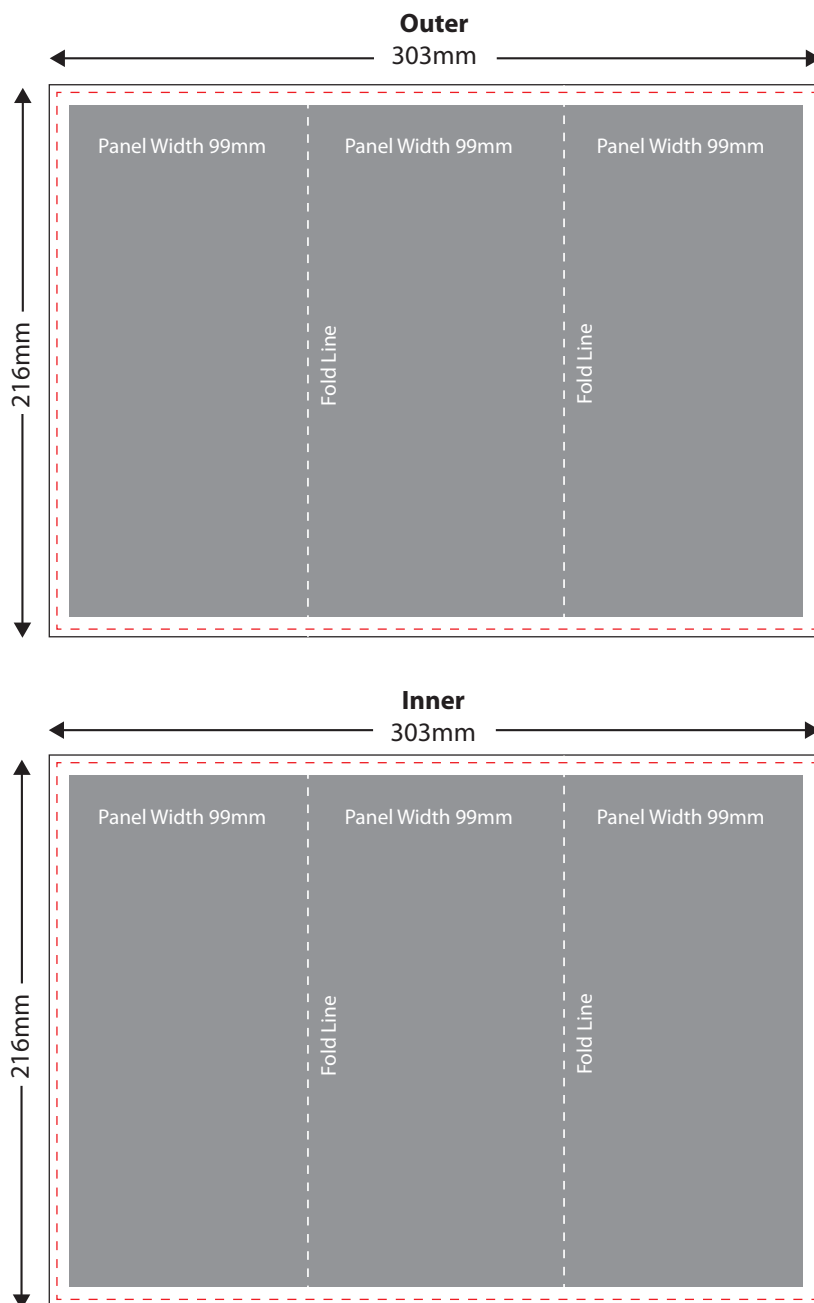 Outer
303mm
Panel Width 99mm
Panel Width 99mm
Panel Width 99mm
216mm
Fold Line
Fold Line
Inner
303mm
Panel Width 99mm
Panel Width 99mm
Panel Width 99mm
216mm
Fold Line
Fold Line